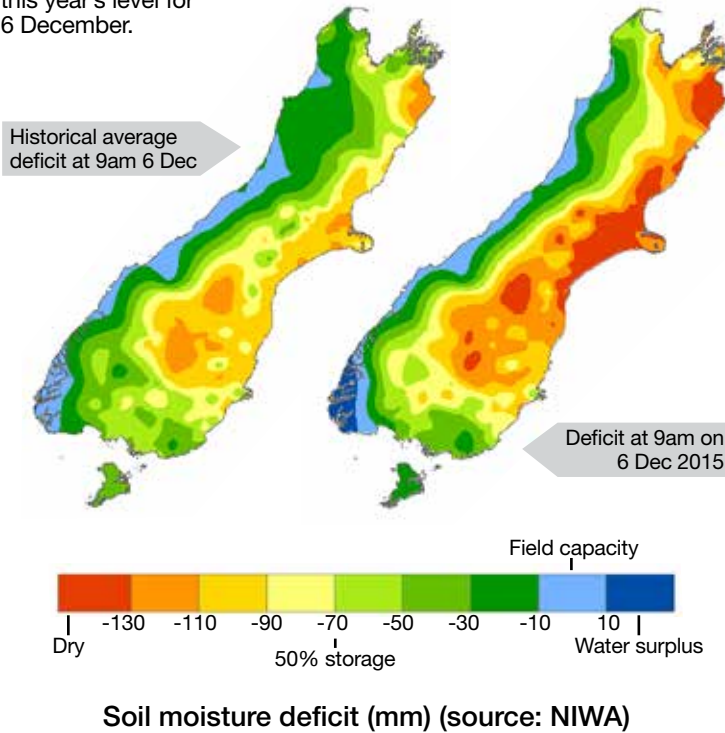 this year's level for
6 December.
Historical average
deficit at 9am 6 Dec
Deficit at 9am on
6 Dec 2015
Field capacity
-130 -110 -90 -70 -50 -30 -10 10
Dry
50% storage
Water surplus
Soil moisture deficit (mm) (source: NIWA)